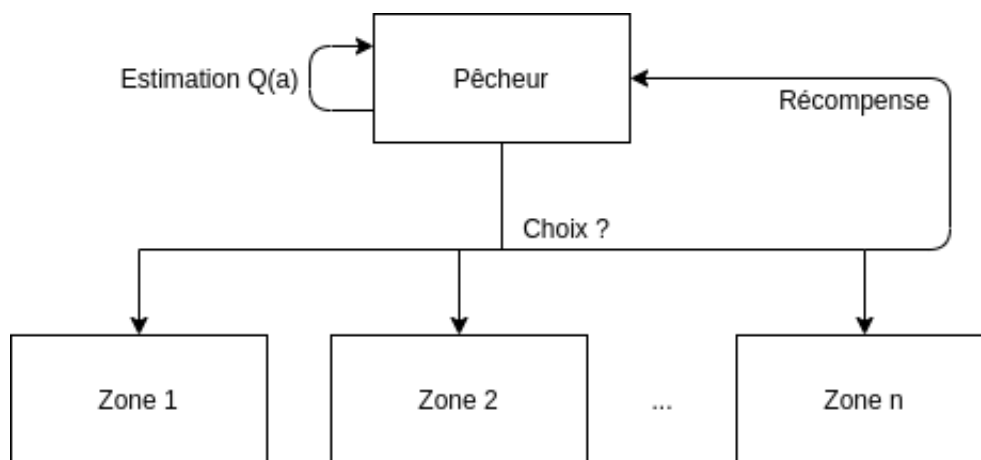 Pêcheur
Estimation Q(a)
Récompense
Choix ?
Zone 1
Zone 2
...
Zone n